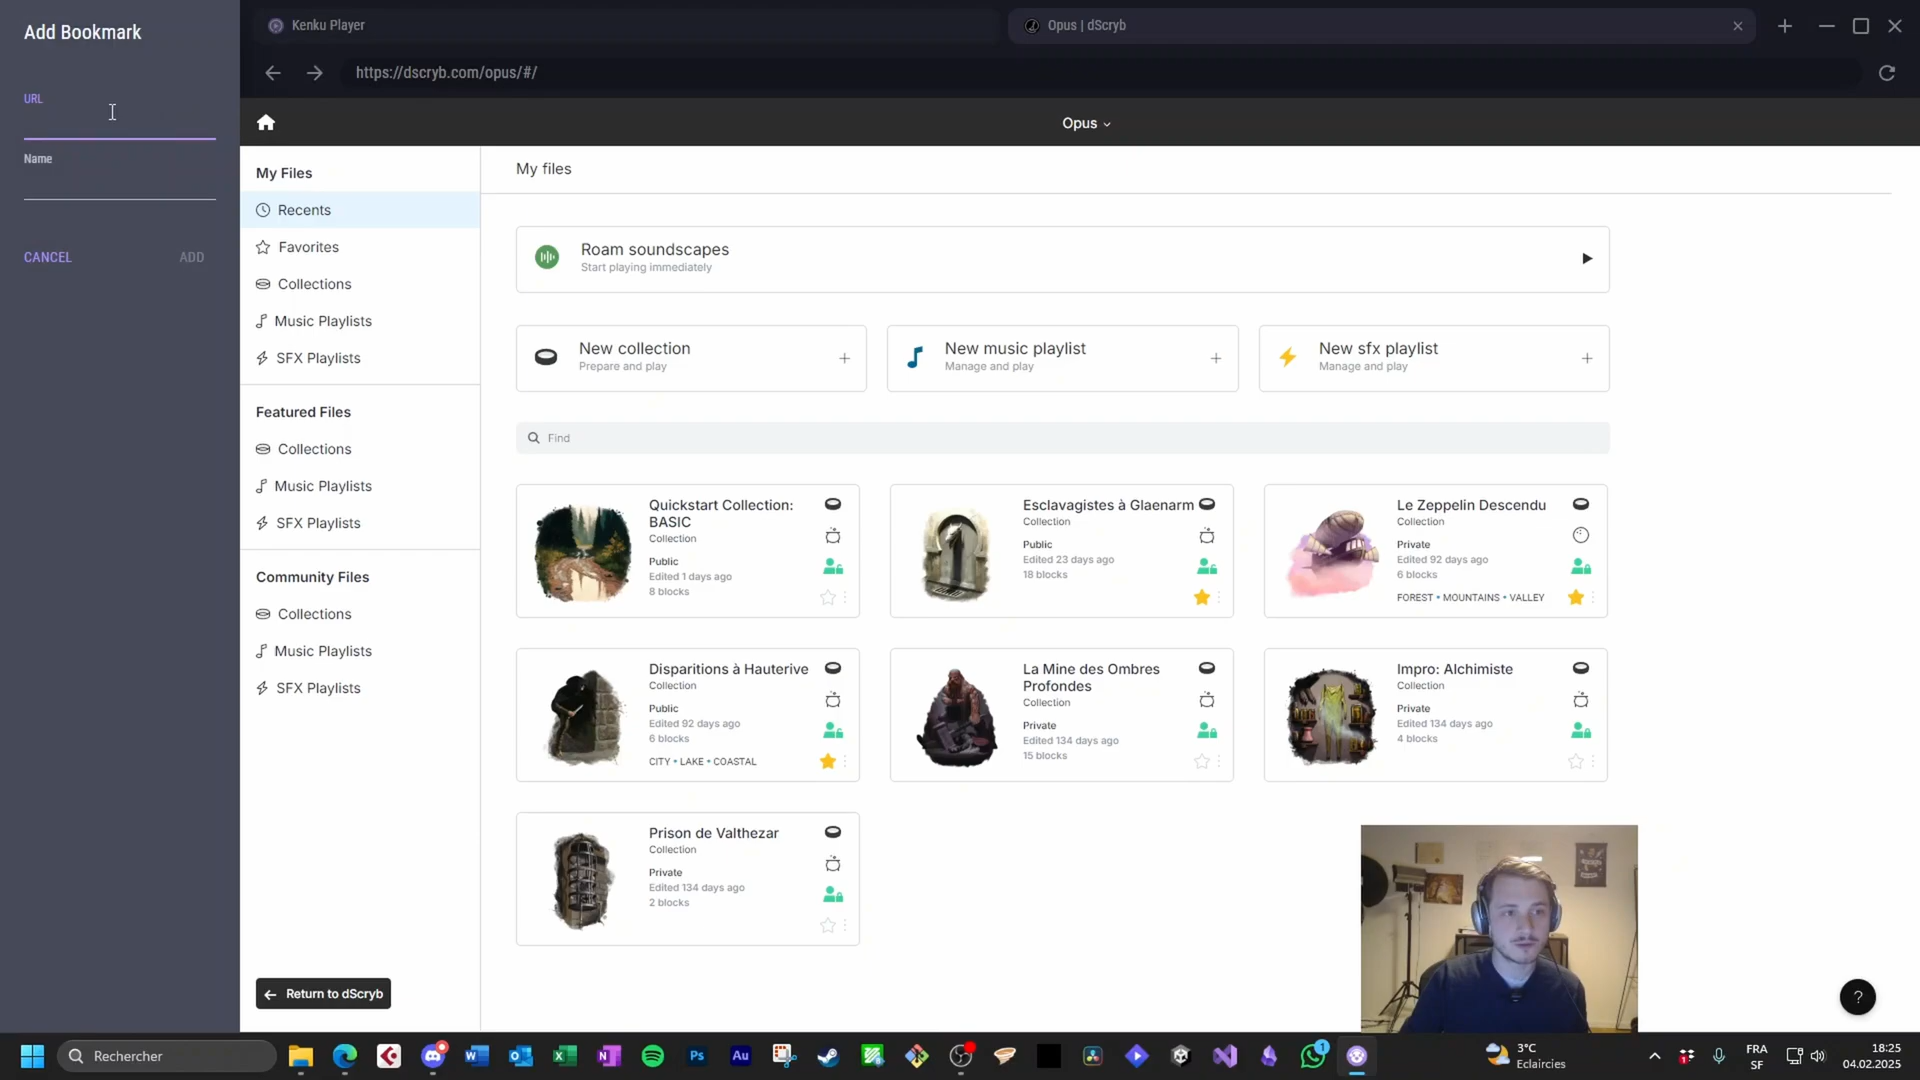 Add Bookmark
URL
Name
CANCEL
ADD
Kenku Player
Opus | dScryb
https://dscryb.com/opus/#/
Opus
My Files
Recents
Favorites
Collections
Music Playlists
SFX Playlists
Featured Files
Collections
Music Playlists
SFX Playlists
Community Files
Collections
Music Playlists
SFX Playlists
Return to dScryb
My files
Roam soundscapes
Start playing immediately
New collection
Prepare and play
New music playlist
Manage and play
New sfx playlist
Manage and play
Find
Quickstart Collection:
BASIC
Collection
Public
Edited 1 days ago
8 blocks
Esclavagistes à Glaenarm
Collection
Public
Edited 23 days ago
18 blocks
Le Zeppelin Descendu
Collection
Private
Edited 92 days ago
6 blocks
FOREST • MOUNTAINS • VALLEY
Disparitions à Hauterive
Collection
Public
Edited 92 days ago
6 blocks
CITY • LAKE • COASTAL
La Mine des Ombres
Profondes
Collection
Private
Edited 134 days ago
15 blocks
Impro: Alchimiste
Collection
Private
Edited 134 days ago
4 blocks
Prison de Valthezar
Collection
Private
Edited 134 days ago
2 blocks
?
Rechercher
Ps
Au
1
3°C
Eclaircies
FRA
SF
18:25
04.02.2025